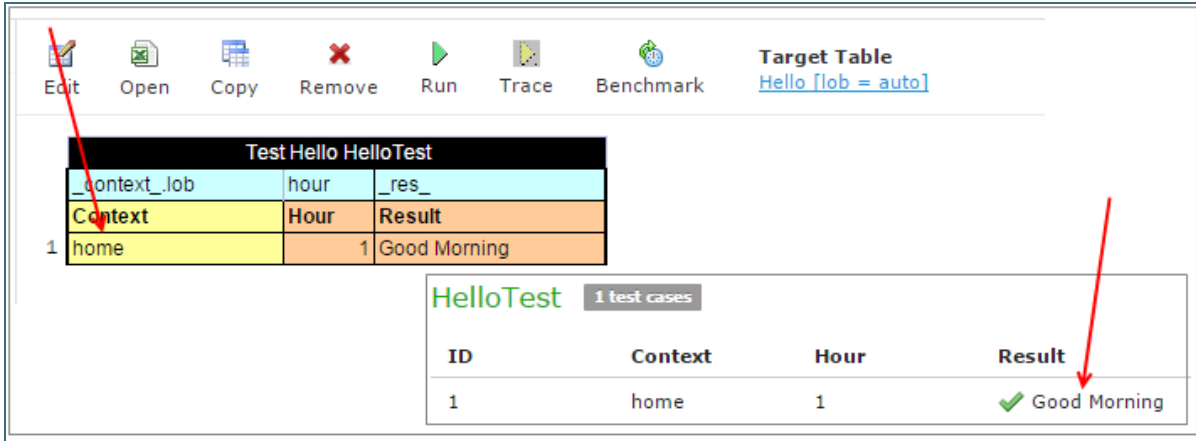 Edit Open Copy Remove Run Trace Benchmark
Target Table
Hello [lob = auto]
Test Hello HelloTest
_context_.lob hour _res_
Context Hour Result
1 home 1 Good Morning
HelloTest 1 test cases
ID Context Hour Result
1 home 1 Good Morning